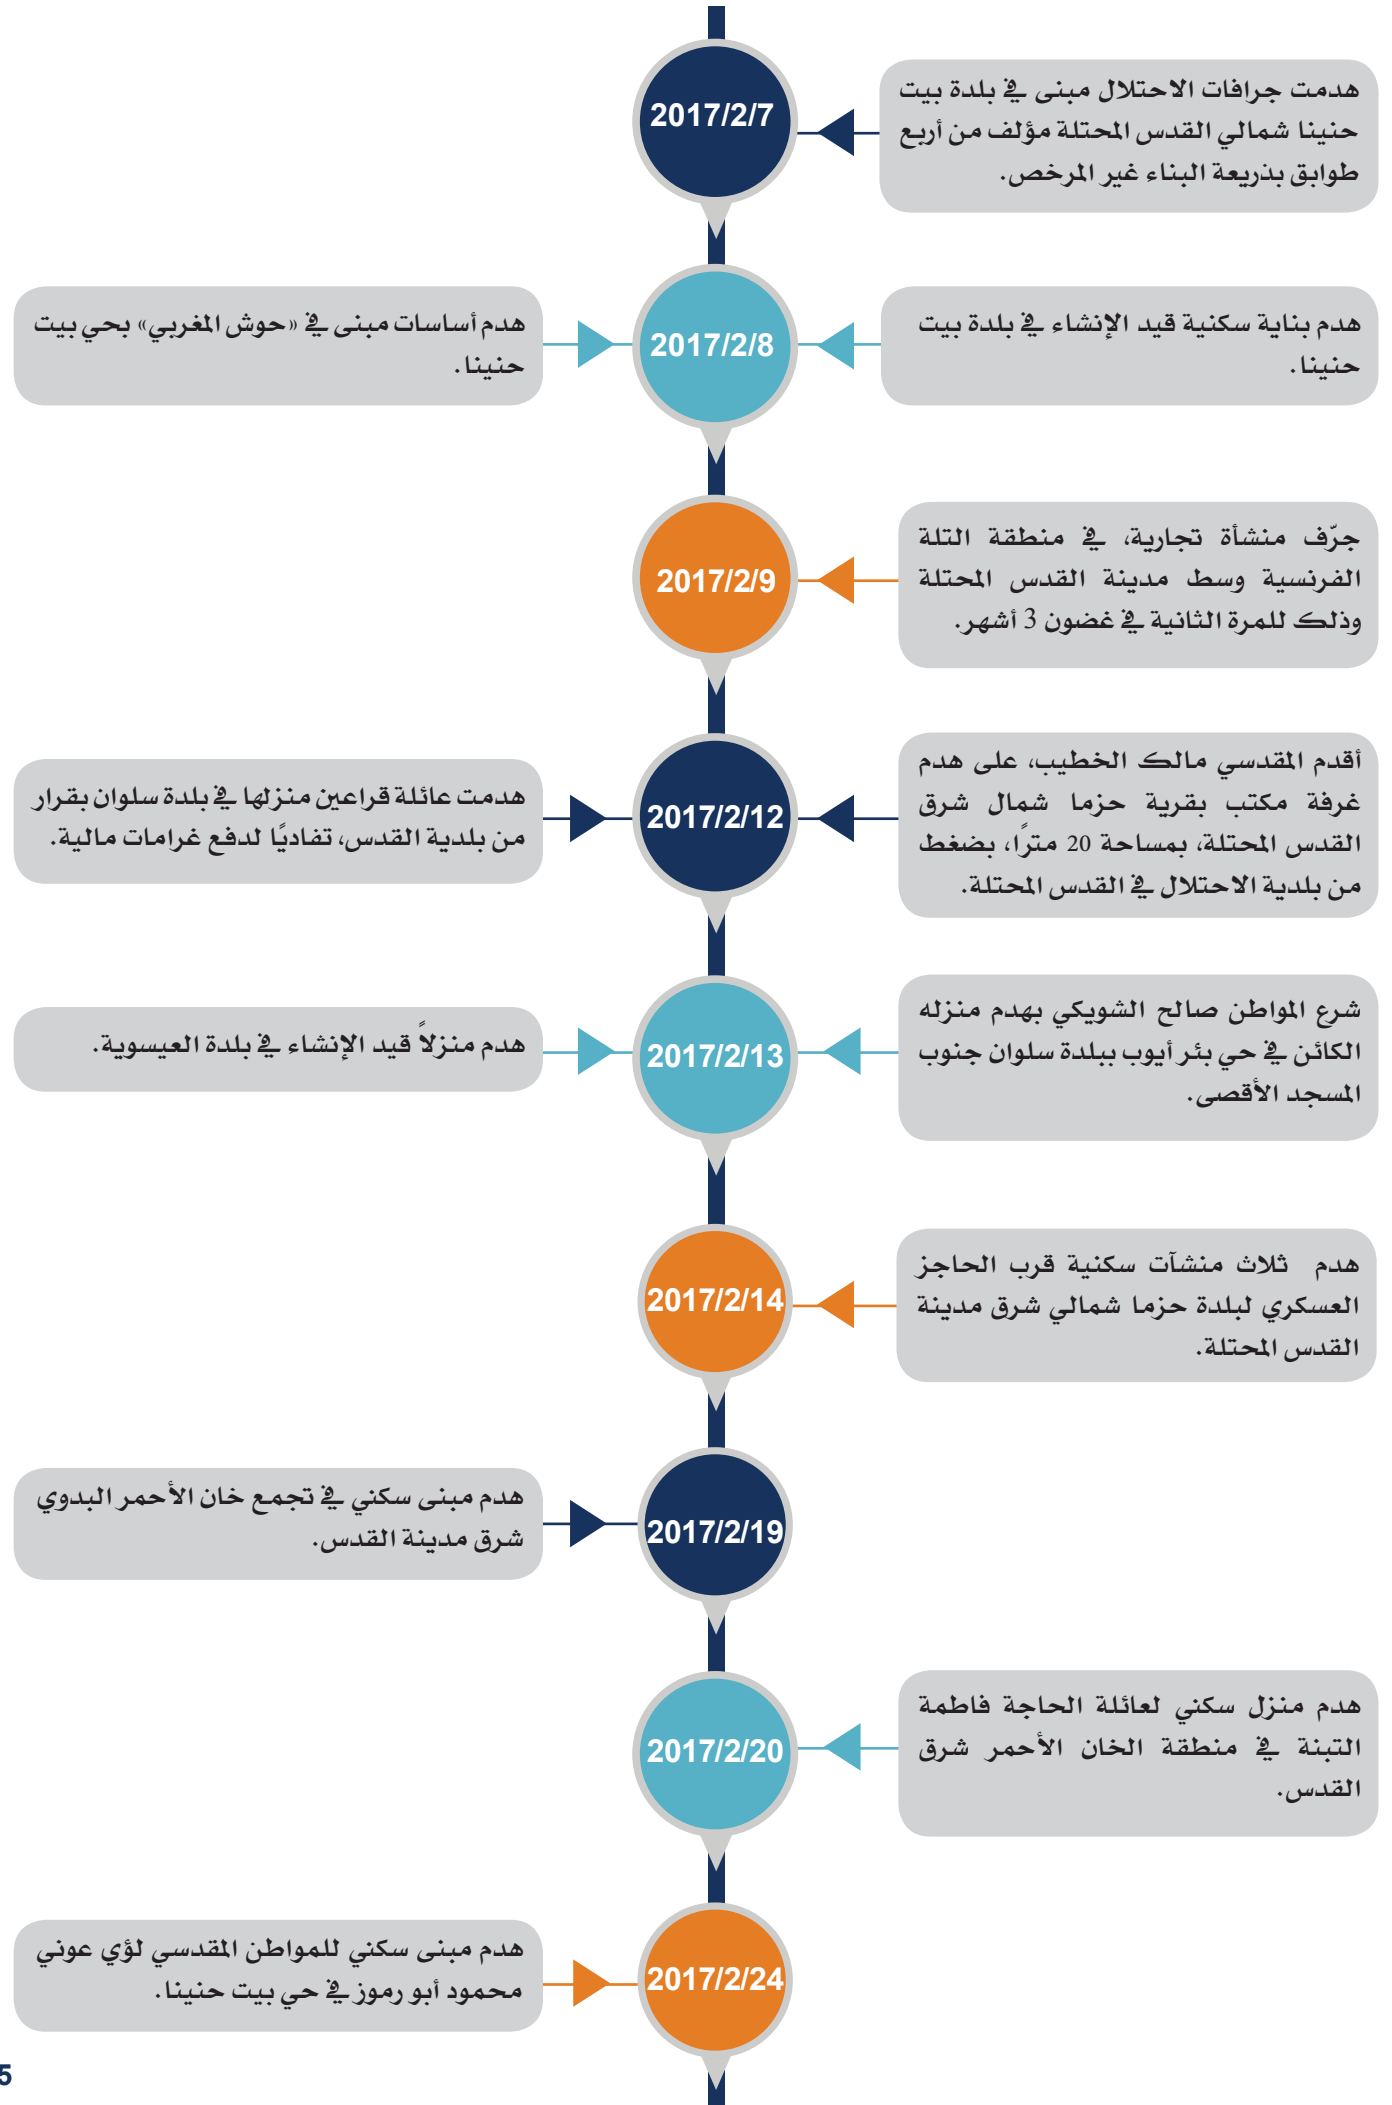 2017/2/7
هدمت جرافات الاحتلال مبنى في بلدة بيت
حنينا شمالي القدس المحتلة مؤلف من أربع
طوابق بذريعة البناء غير المرخص.
2017/2/8
هدم بناية سكنية قيد الإنشاء في بلدة بيت
حنينا.
هدم أساسات مبنى في «حوش المغربي» بحي بيت
حنينا.
2017/2/9
جرّف منشأة تجارية، في منطقة التلة
الفرنسية وسط مدينة القدس المحتلة
وذلك للمرة الثانية في غضون 3 أشهر.
2017/2/12
أقدم المقدسي مالك الخطيب، على هدم
غرفة مكتب بقرية حزما شمال شرق
القدس المحتلة، بمساحة 20 مترًا، بضغط
من بلدية الاحتلال في القدس المحتلة.
هدمت عائلة قراعين منزلها في بلدة سلوان بقرار
من بلدية القدس، تفاديًا لدفع غرامات مالية.
2017/2/13
شرع المواطن صالح الشويكي بهدم منزله
الكائن في حي بئر أيوب ببلدة سلوان جنوب
المسجد الأقصى.
هدم منزلاً قيد الإنشاء في بلدة العيسوية.
2017/2/14
هدم ثلاث منشآت سكنية قرب الحاجز
العسكري لبلدة حزما شمالي شرق مدينة
القدس المحتلة.
2017/2/19
هدم مبنى سكني في تجمع خان الأحمر البدوي
شرق مدينة القدس.
2017/2/20
هدم منزل سكني لعائلة الحاجة فاطمة
التبنة في منطقة الخان الأحمر شرق
القدس.
2017/2/24
هدم مبنى سكني للمواطن المقدسي لؤي عوني
محمود أبو رموز في حي بيت حنينا.
5